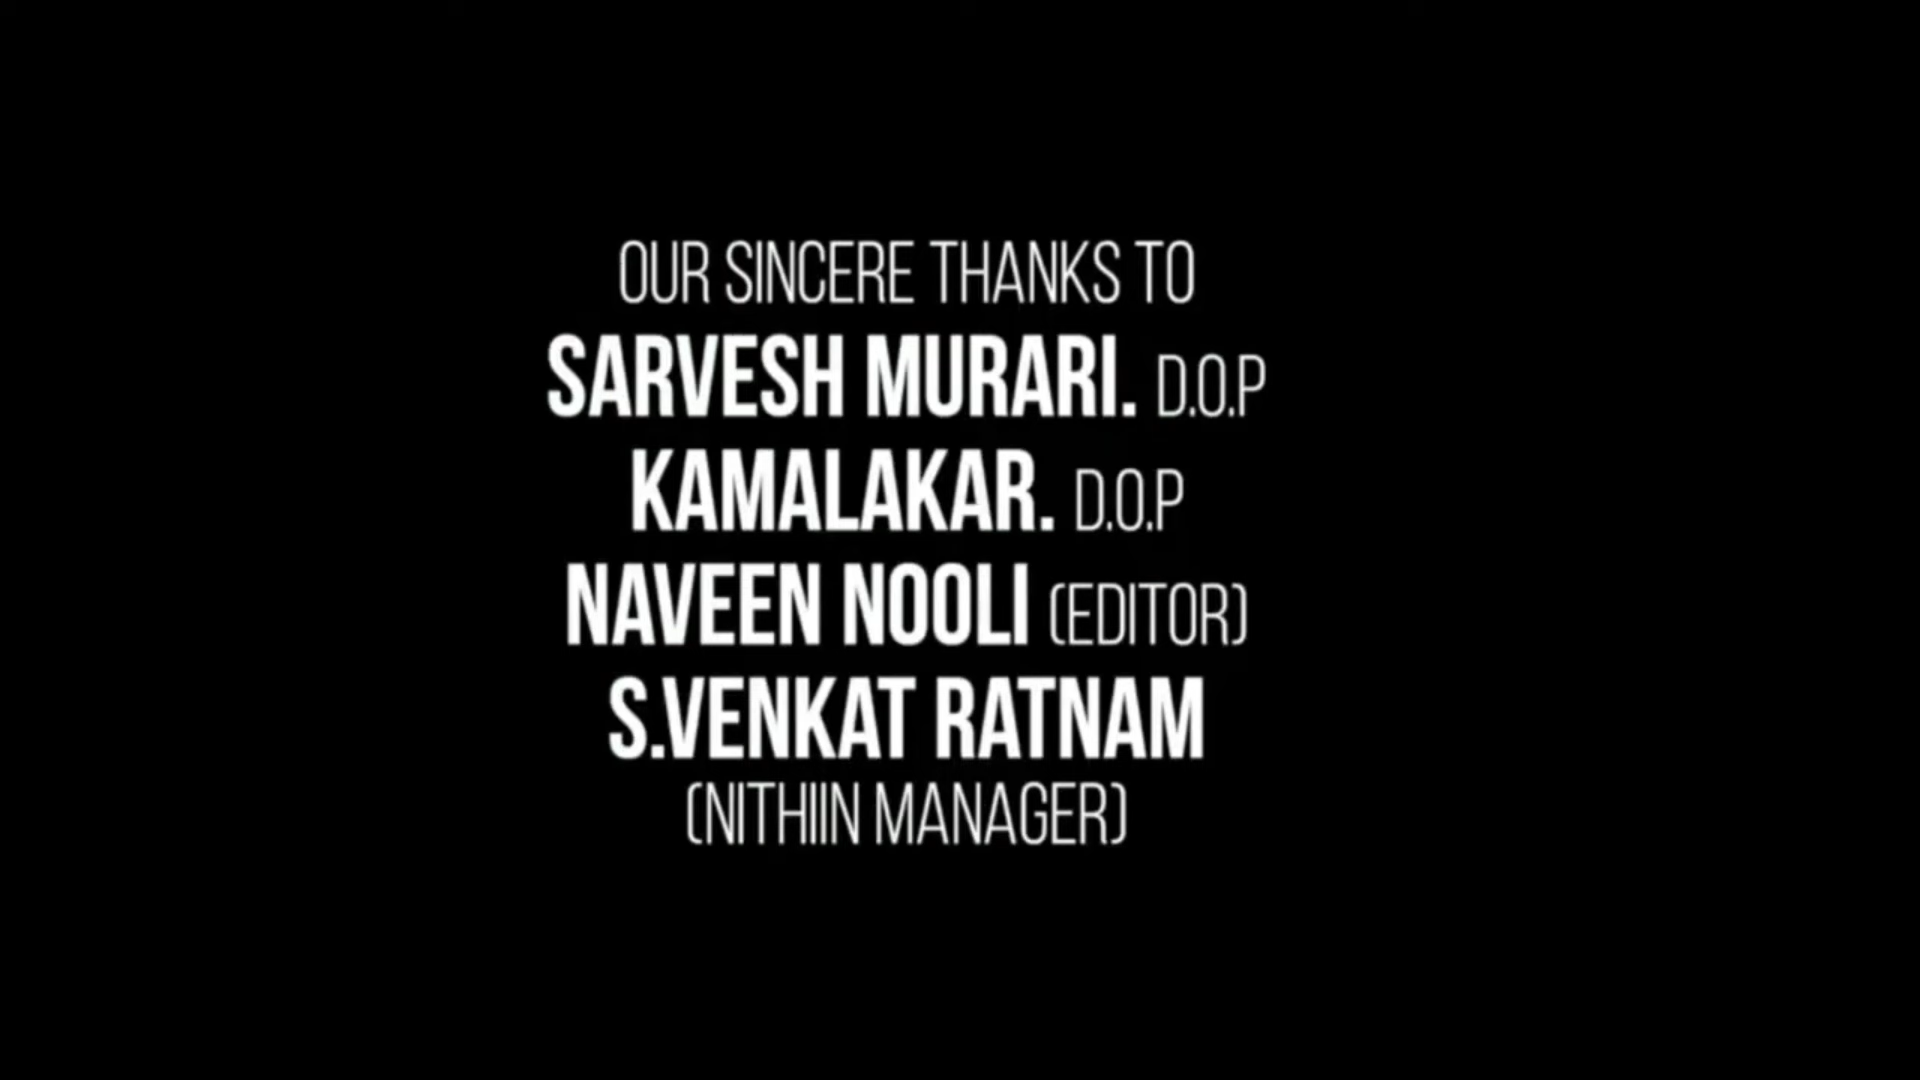 OUR SINCERE THANKS TO
SARVESH MURARI. D.O.P
KAMALAKAR. D.O.P
NAVEEN NOOLI (EDITOR)
S.VENKAT RATNAM
(NITHIIN MANAGER)